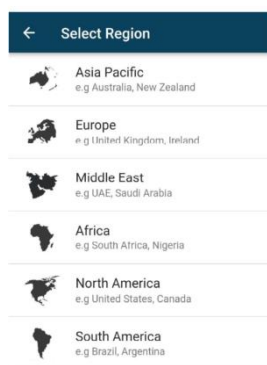 Select Region
Asia Pacific
e.g Australia, New Zealand
Europe
e.g United Kingdom, Ireland
Middle East
e.g UAE, Saudi Arabia
Africa
e.g South Africa, Nigeria
North America
e.g United States, Canada
South America
e.g Brazil, Argentina